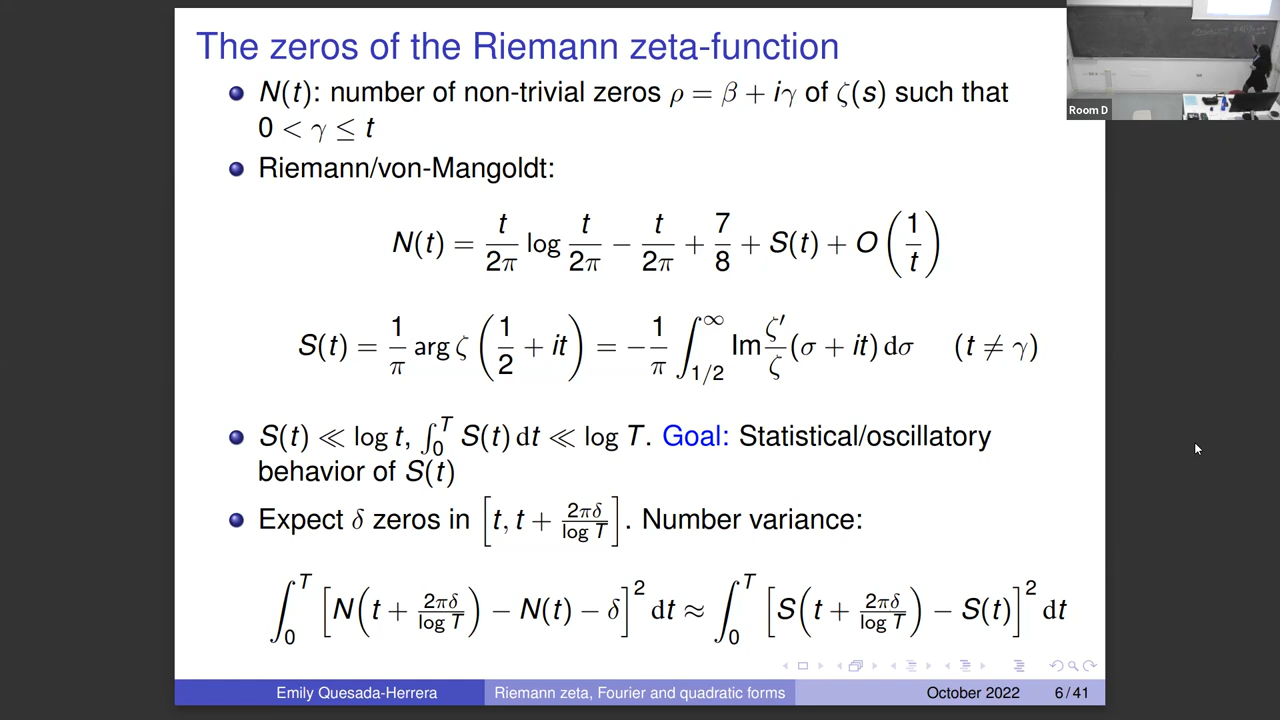 The zeros of the Riemann zeta-function
N(t): number of non-trivial zeros ρ = β + iγ of ζ(s) such that
0 < γ ≤ t
Riemann/von-Mangoldt:
N(t) = t/2π log t/2π − t/2π + 7/8 + S(t) + O(1/t)
S(t) = 1/π arg ζ(1/2 + it) = −1/π ∫_{1/2}^∞ Im ζ′/ζ (σ + it) dσ (t ≠ γ)
S(t) ≪ log t, ∫_0^T S(t) dt ≪ log T. Goal: Statistical/oscillatory
behavior of S(t)
Expect δ zeros in [t, t + 2πδ/log T]. Number variance:
∫_0^T [N(t + 2πδ/log T) − N(t) − δ]² dt ≈ ∫_0^T [S(t + 2πδ/log T) − S(t)]² dt
Emily Quesada-Herrera Riemann zeta, Fourier and quadratic forms October 2022 6 / 41
Room D